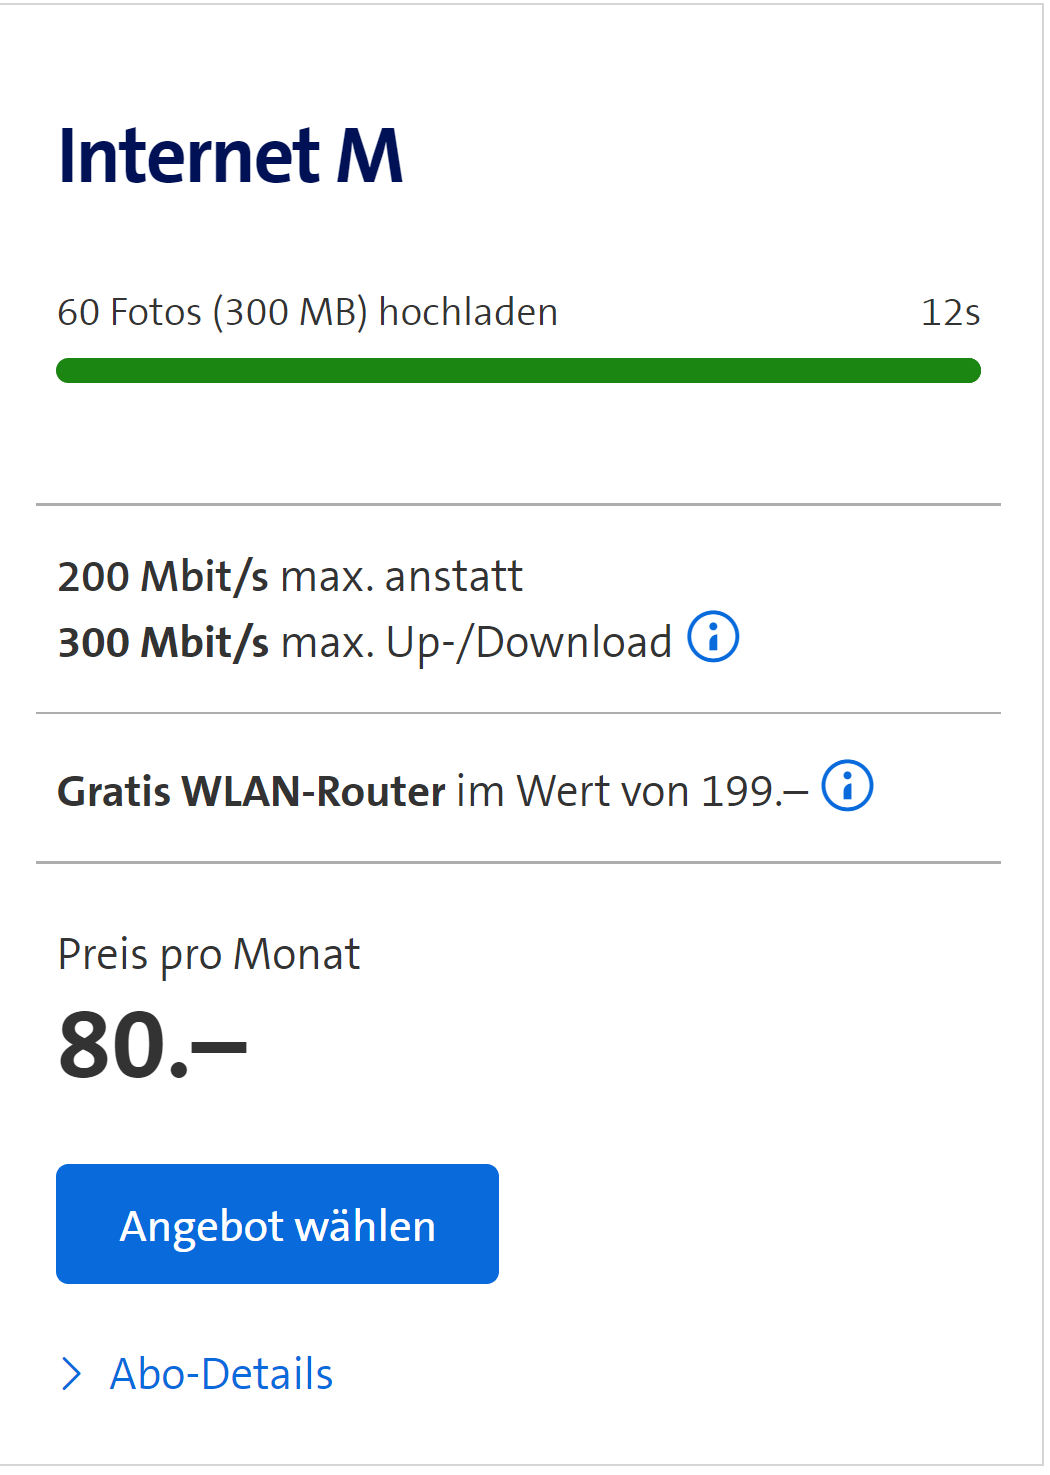 Internet M
60 Fotos (300 MB) hochladen 12s
200 Mbit/s max. anstatt
300 Mbit/s max. Up-/Download
Gratis WLAN-Router im Wert von 199.–
Preis pro Monat
80.–
Angebot wählen
Abo-Details